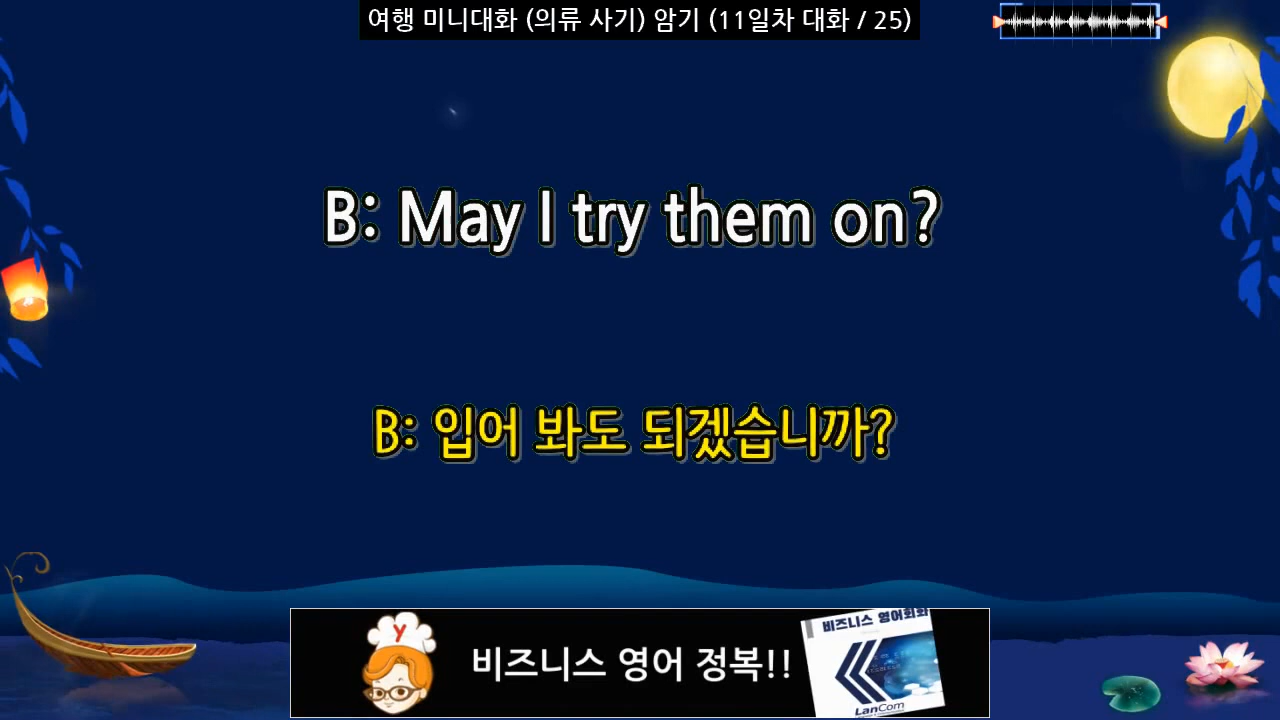 여행 미니대화 (의류 사기) 암기 (11일차 대화 / 25)
B: May I try them on?
B: 입어 봐도 되겠습니까?
Y
비즈니스 영어 정복!!
비즈니스 영어회화
LanCom